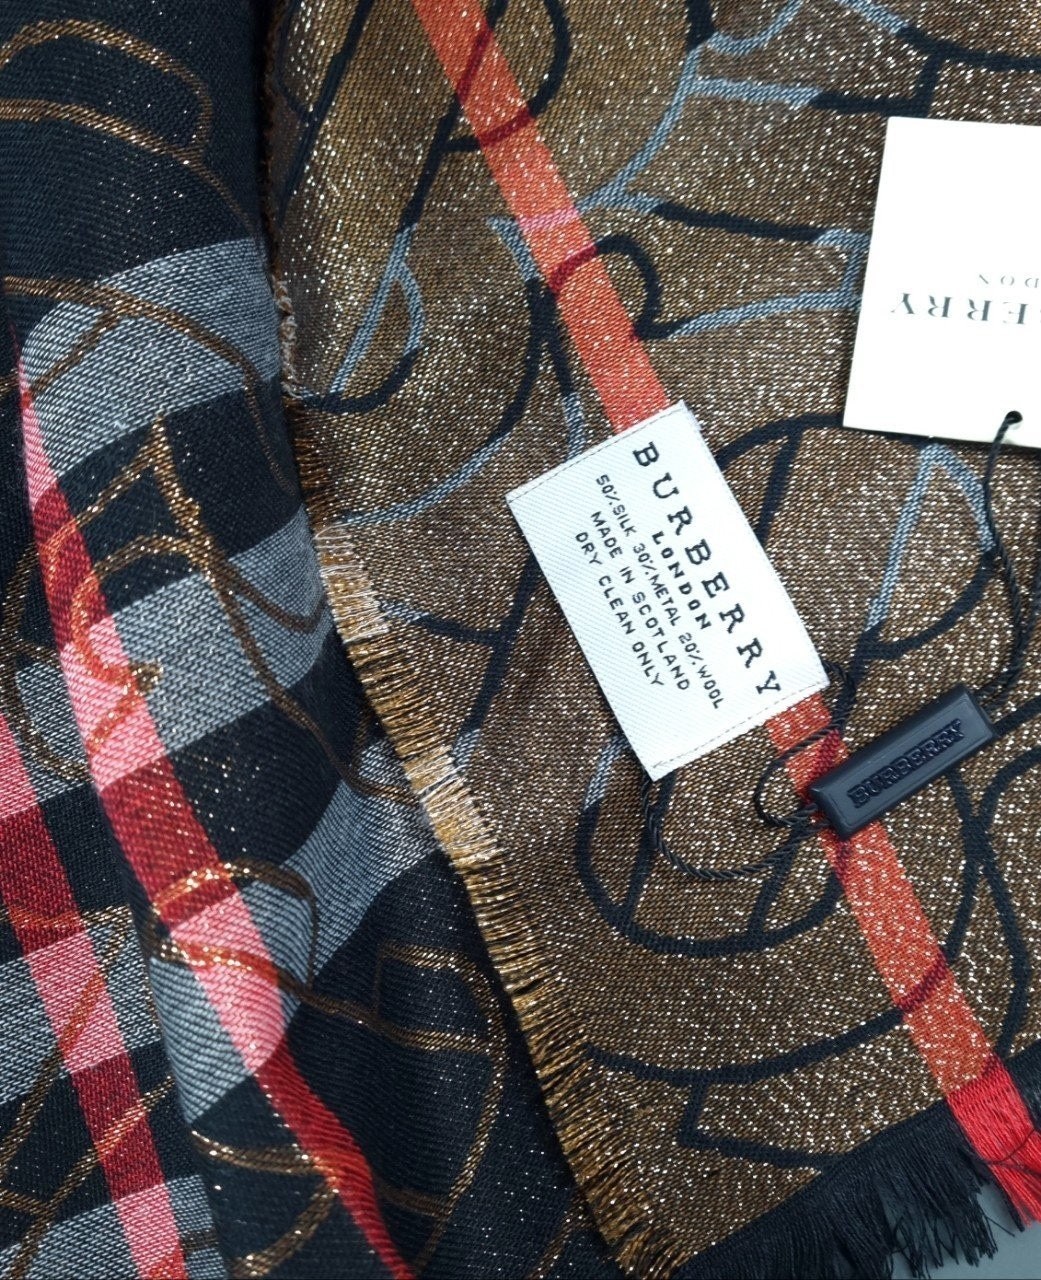 BURBERRY
LONDON
50% SILK 30% METAL 20% WOOL
MADE IN SCOTLAND
DRY CLEAN ONLY
BURBERRY